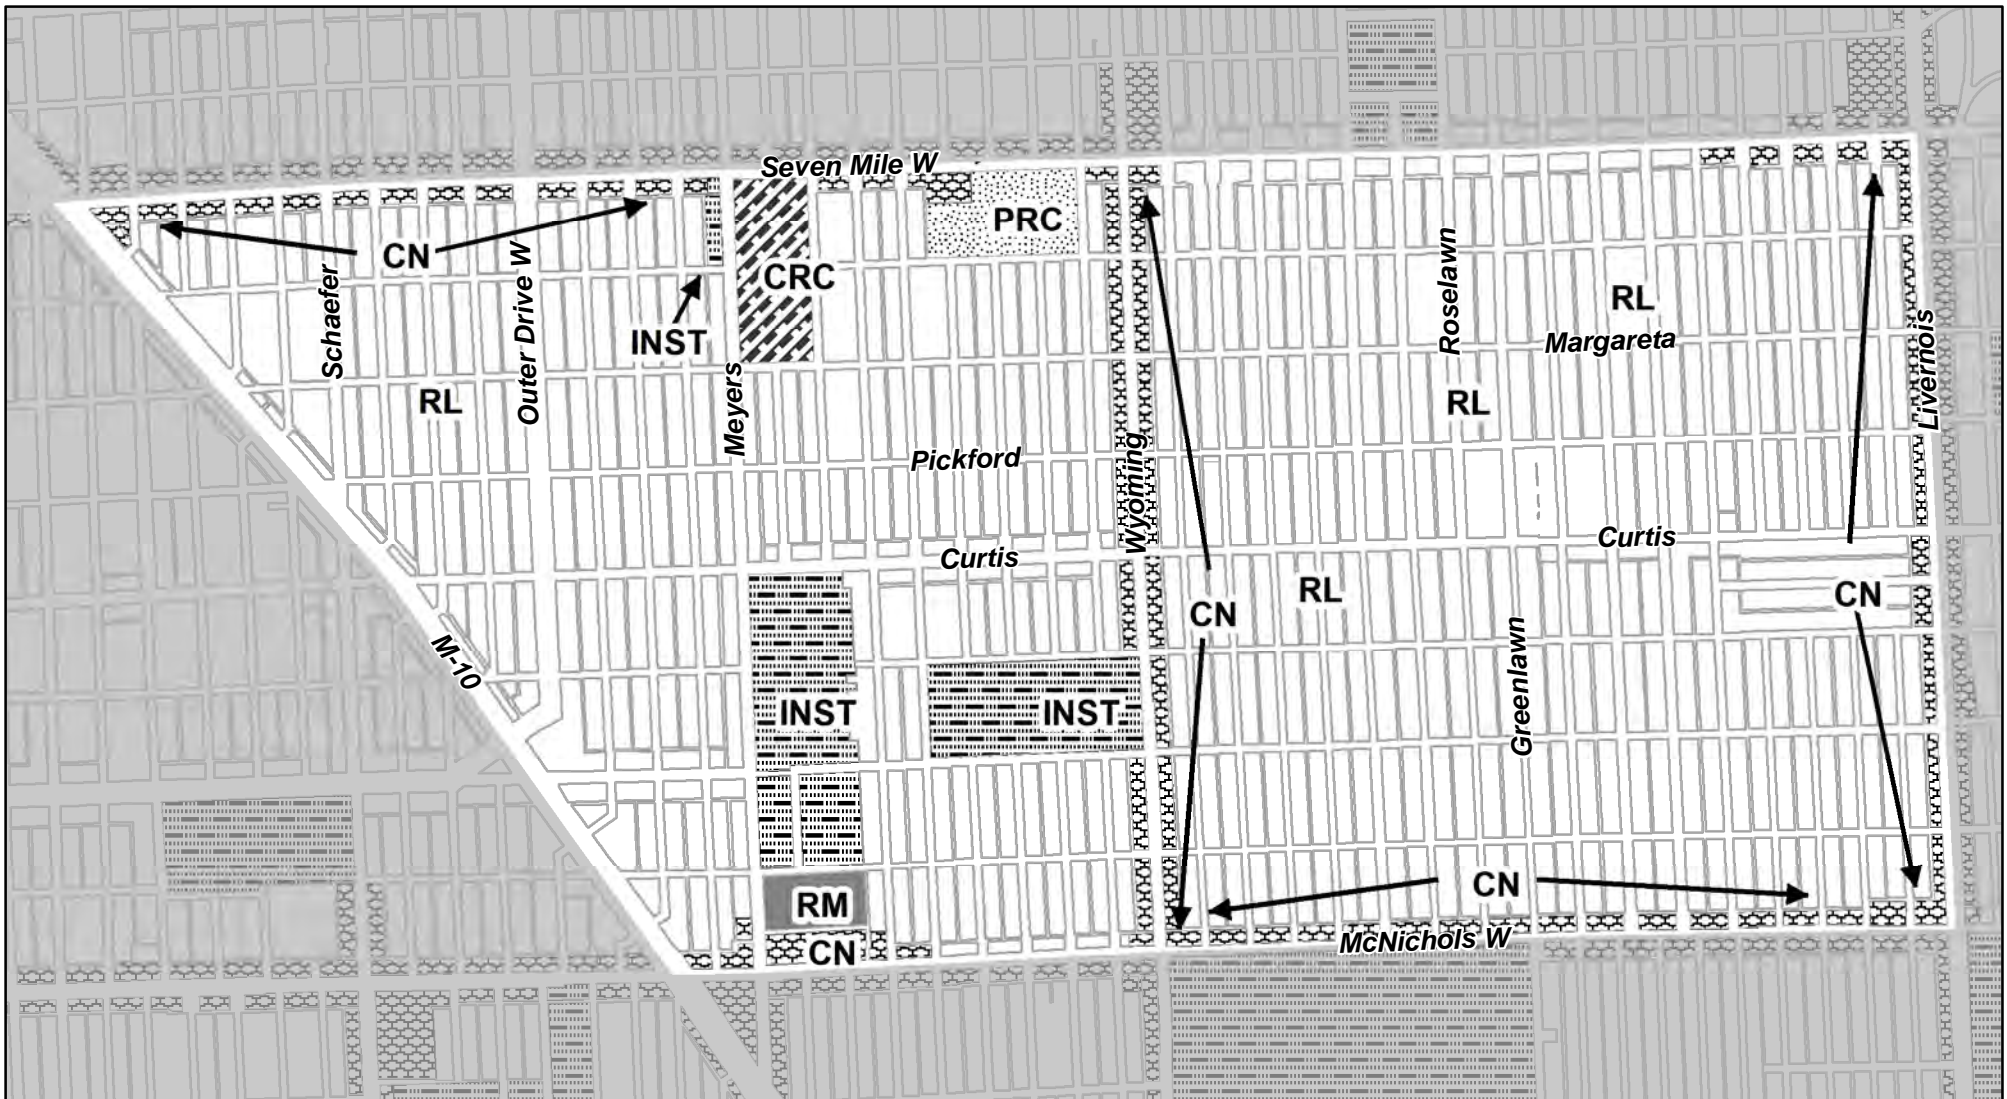 Seven Mile W
PRC
CN
CRC
Schaefer
Outer Drive W
INST
Meyers
RL
Roselawn
RL
Margareta
Livernois
RL
Pickford
Wyoming
Curtis
Curtis
CN
RL
CN
M-10
Greenlawn
INST
INST
RM
CN
CN
McNichols W